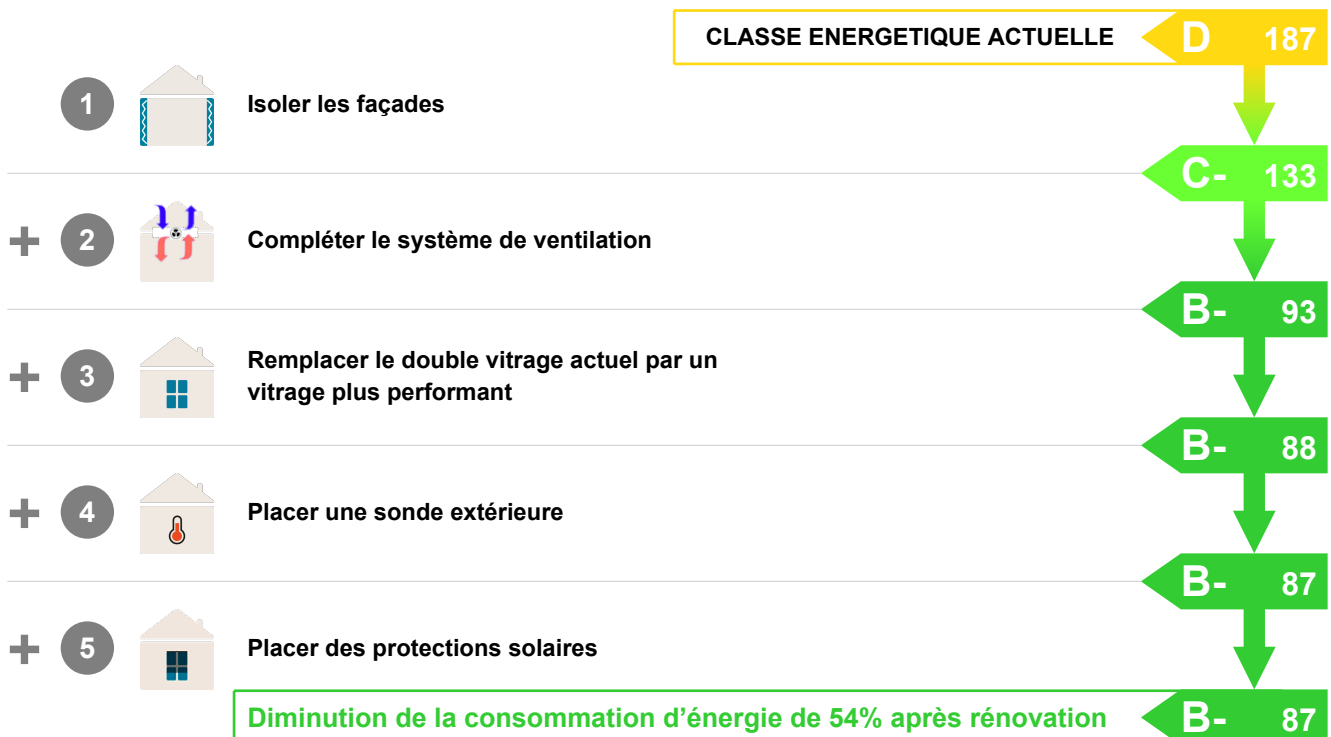 CLASSE ENERGETIQUE ACTUELLE D 187
1 Isoler les façades
C- 133
+ 2 Compléter le système de ventilation
B- 93
+ 3 Remplacer le double vitrage actuel par un
vitrage plus performant
B- 88
+ 4 Placer une sonde extérieure
B- 87
+ 5 Placer des protections solaires
Diminution de la consommation d’énergie de 54% après rénovation B- 87